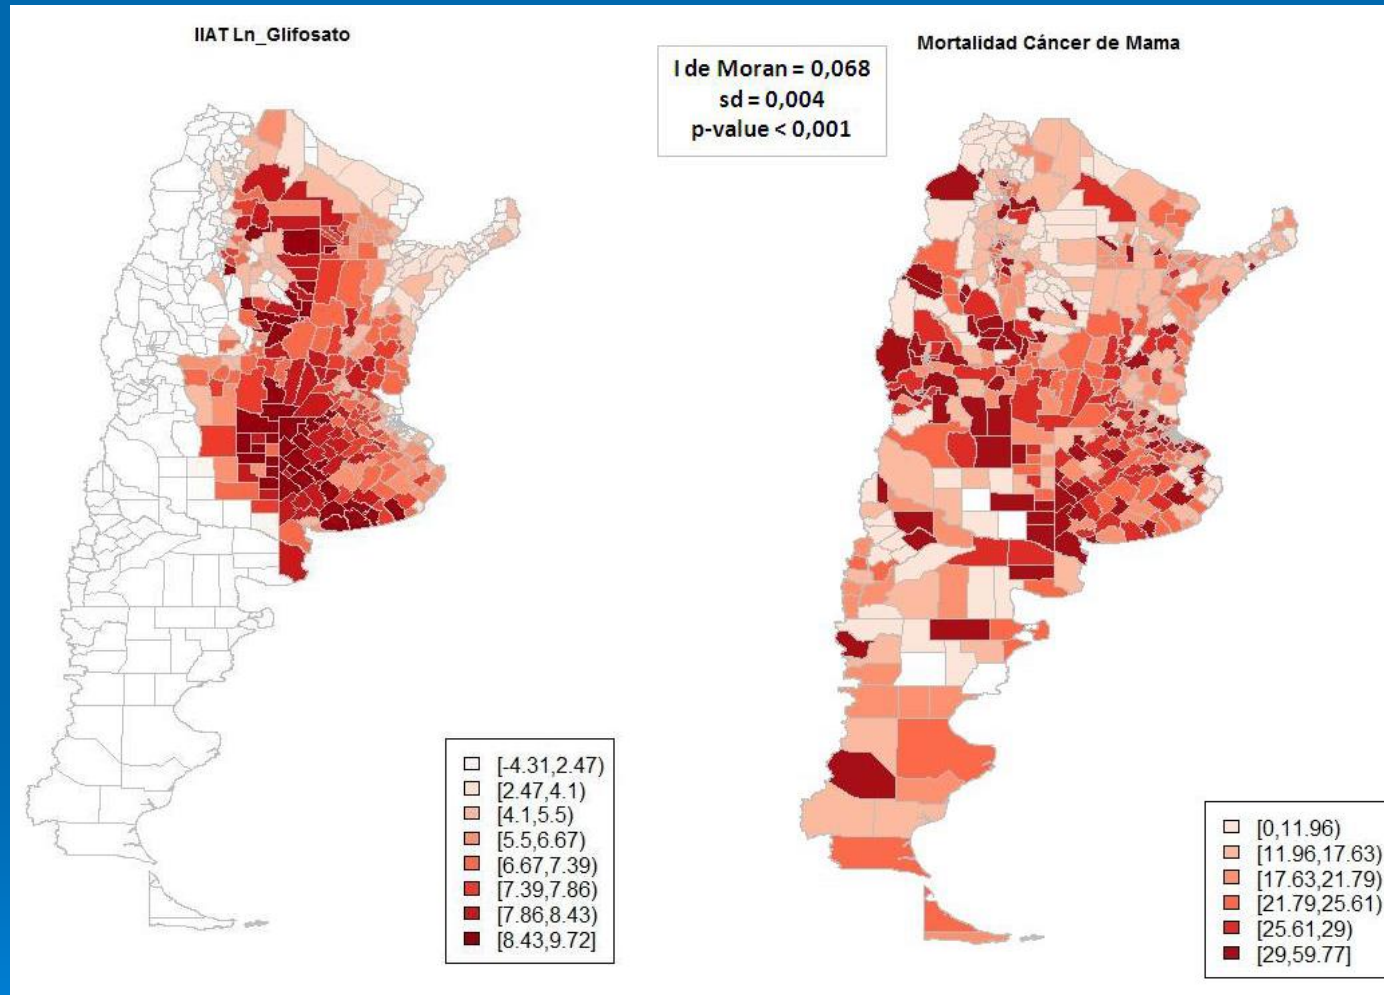 IIAT Ln_Glifosato
I de Moran = 0,068
sd = 0,004
p-value < 0,001
Mortalidad Cáncer de Mama
[-4.31,2.47)
[2.47,4.1)
[4.1,5.5)
[5.5,6.67)
[6.67,7.39)
[7.39,7.86)
[7.86,8.43)
[8.43,9.72]
[0,11.96)
[11.96,17.63)
[17.63,21.79)
[21.79,25.61)
[25.61,29)
[29,59.77]